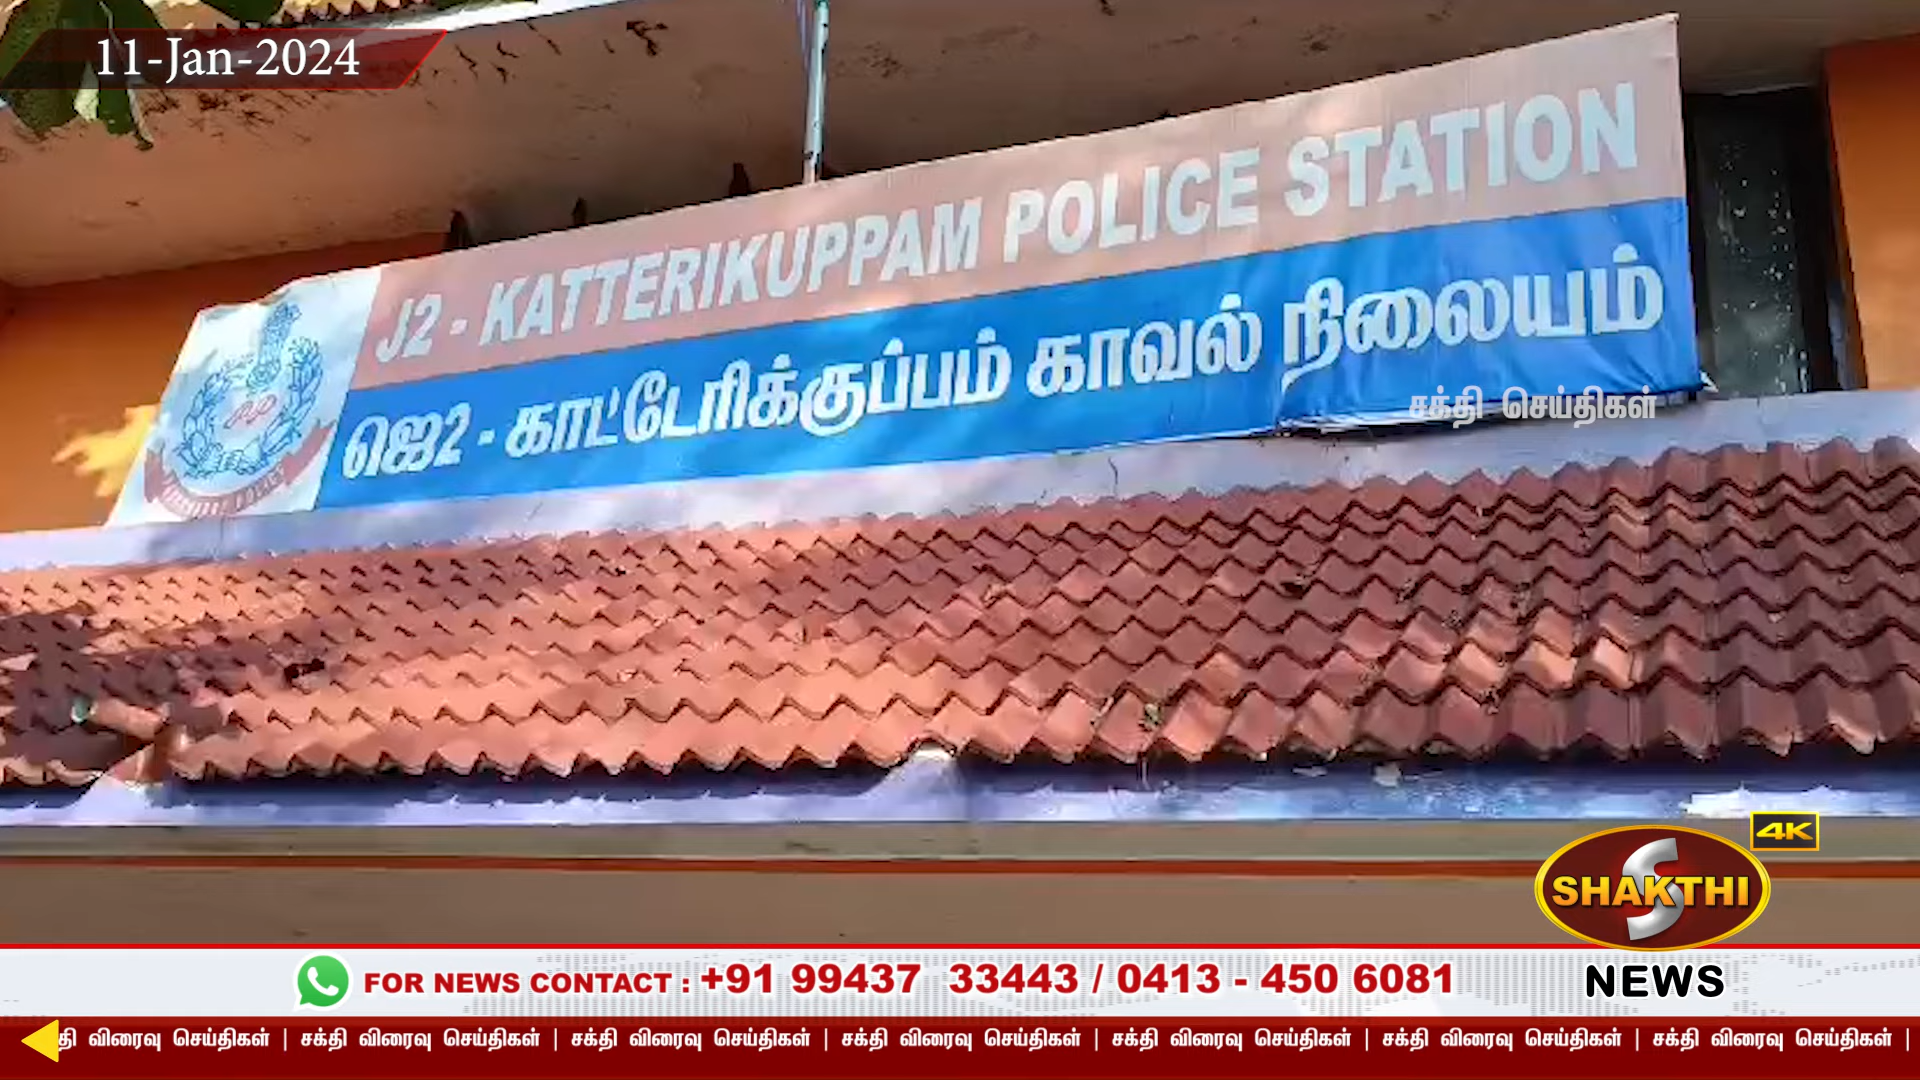 11-Jan-2024
J2 - KATTERIKUPPAM POLICE STATION
ஜெ2 - காட்டேரிக்குப்பம் காவல் நிலையம்
சக்தி செய்திகள்
4K
SHAKTHI
NEWS
FOR NEWS CONTACT : +91 99437 33443 / 0413 - 450 6081
விரைவு செய்திகள் | சக்தி விரைவு செய்திகள் | சக்தி விரைவு செய்திகள் | சக்தி விரைவு செய்திகள் | சக்தி விரைவு செய்திகள் | சக்தி விரைவு செய்திகள் | சக்தி விரைவு செய்திகள் |